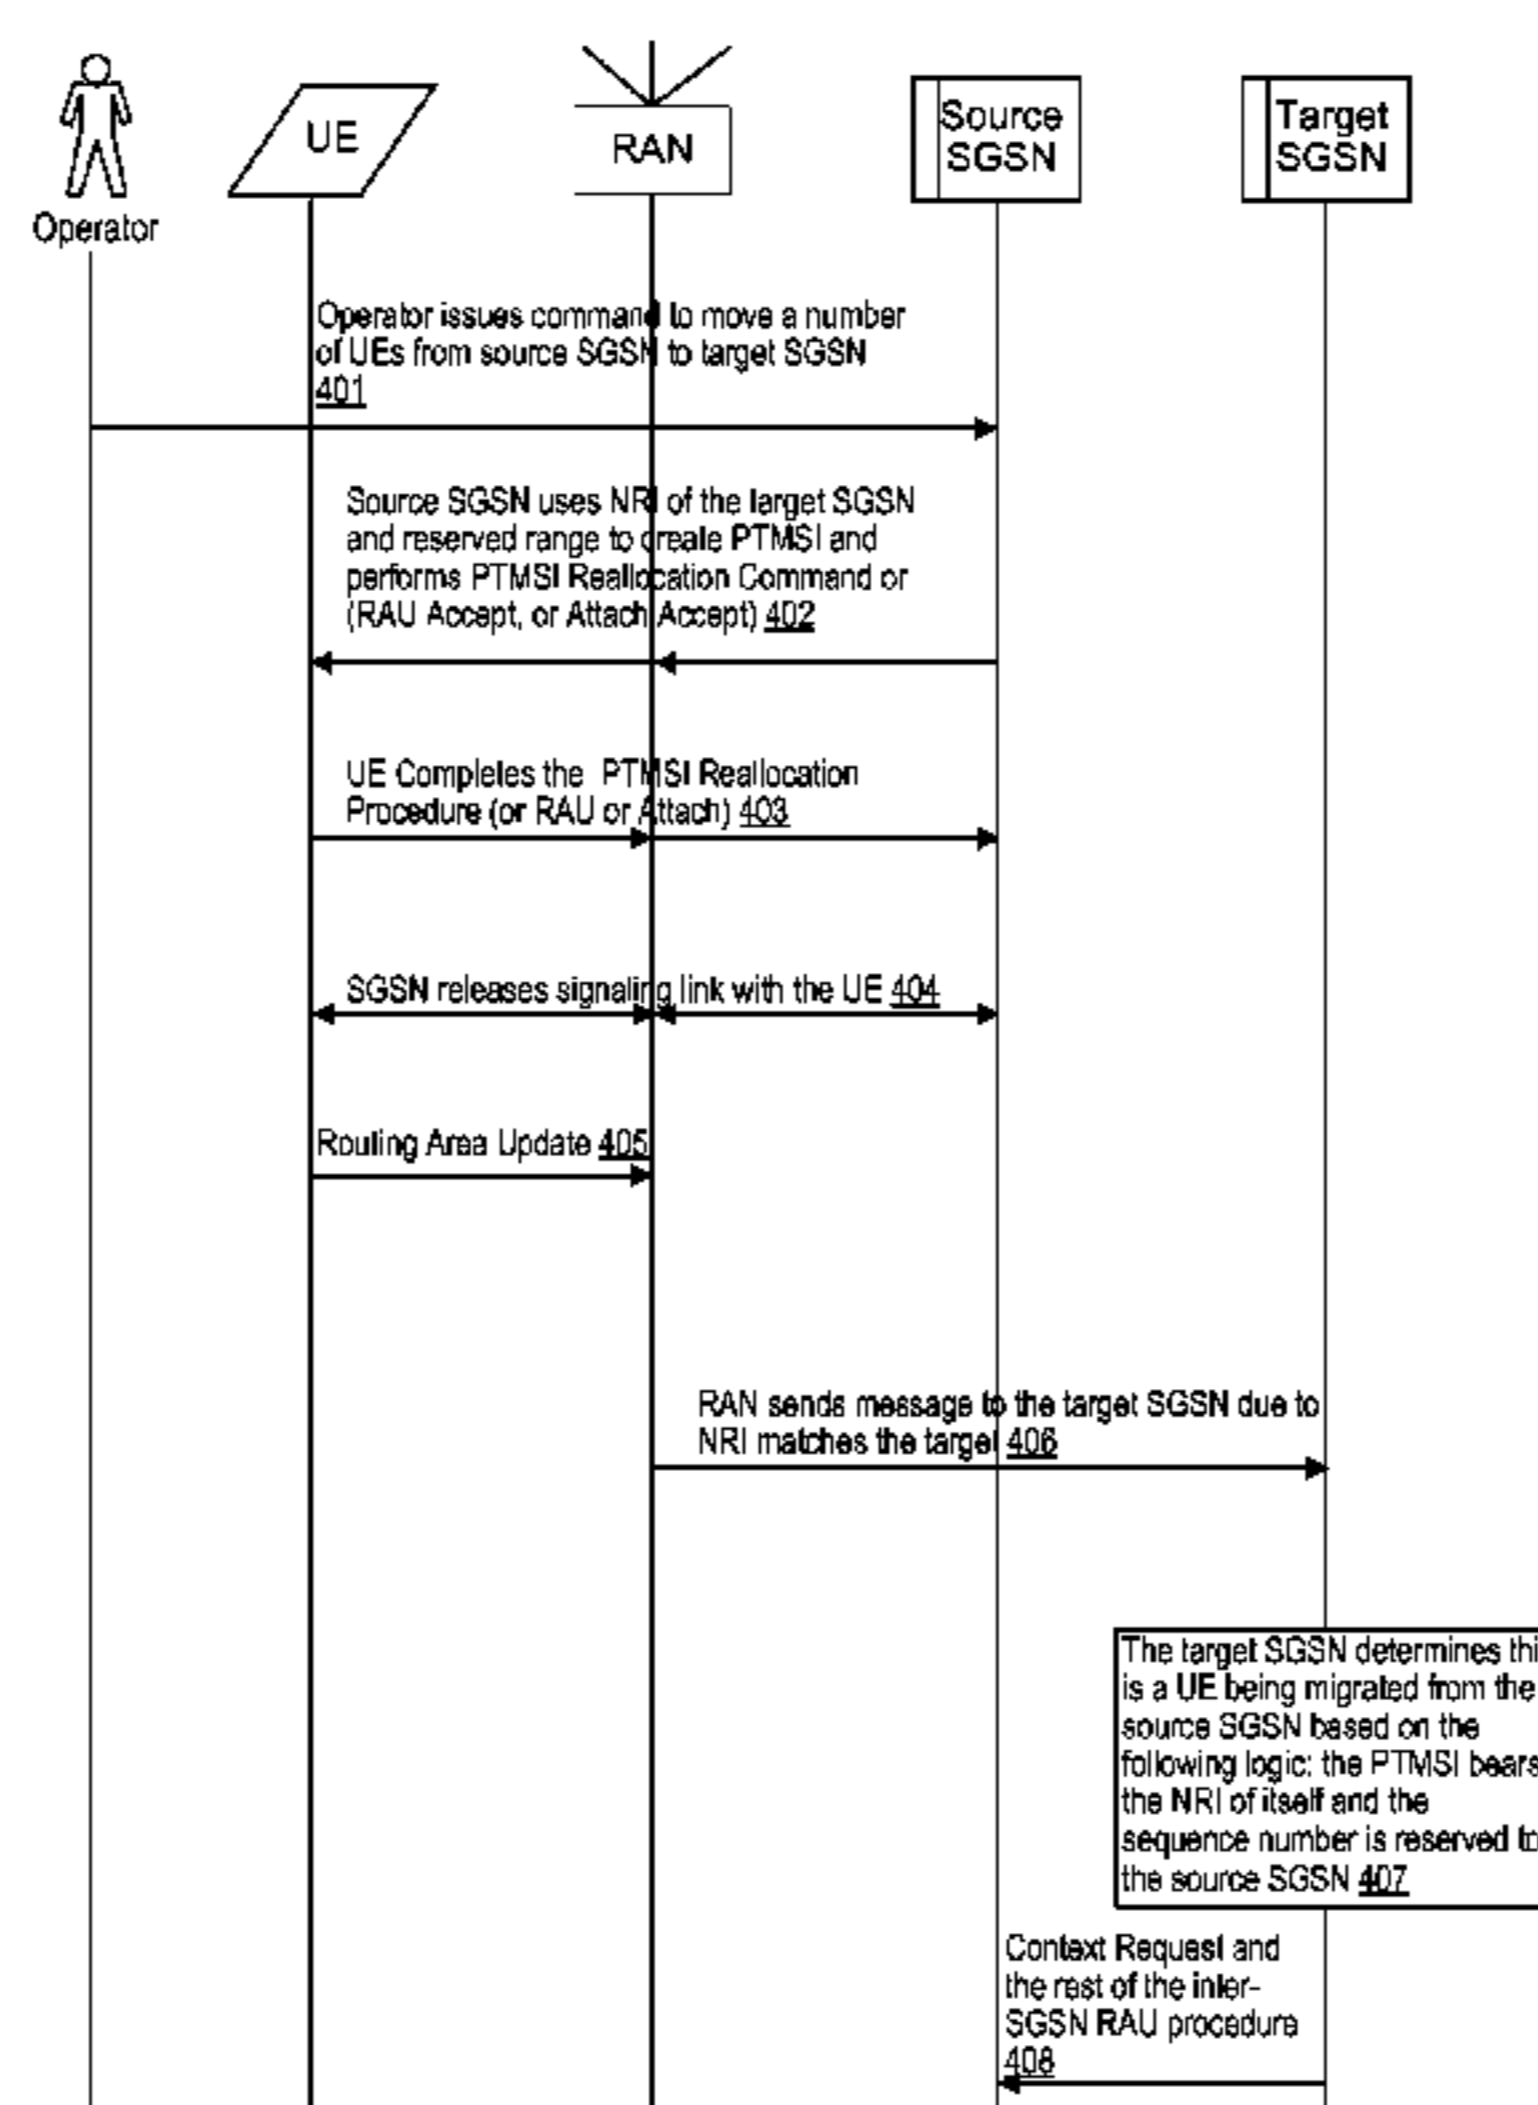 UE
RAN
Source
SGSN
Target
SGSN
Operator
Operator issues command to move a number
of UEs from source SGSN to target SGSN
401
Source SGSN uses NRI of the target SGSN
and reserved range to create PTMSI and
performs PTMSI Reallocation Command or
(RAU Accept, or Attach Accept) 402
UE Completes the PTMSI Reallocation
Procedure (or RAU or Attach) 403
SGSN releases signaling link with the UE 404
Routing Area Update 405
RAN sends message to the target SGSN due to
NRI matches the target 406
The target SGSN determines thi
is a UE being migrated from the
source SGSN based on the
following logic: the PTMSI bears
the NRI of itself and the
sequence number is reserved to
the source SGSN 407
Context Request and
the rest of the inter-
SGSN RAU procedure
408